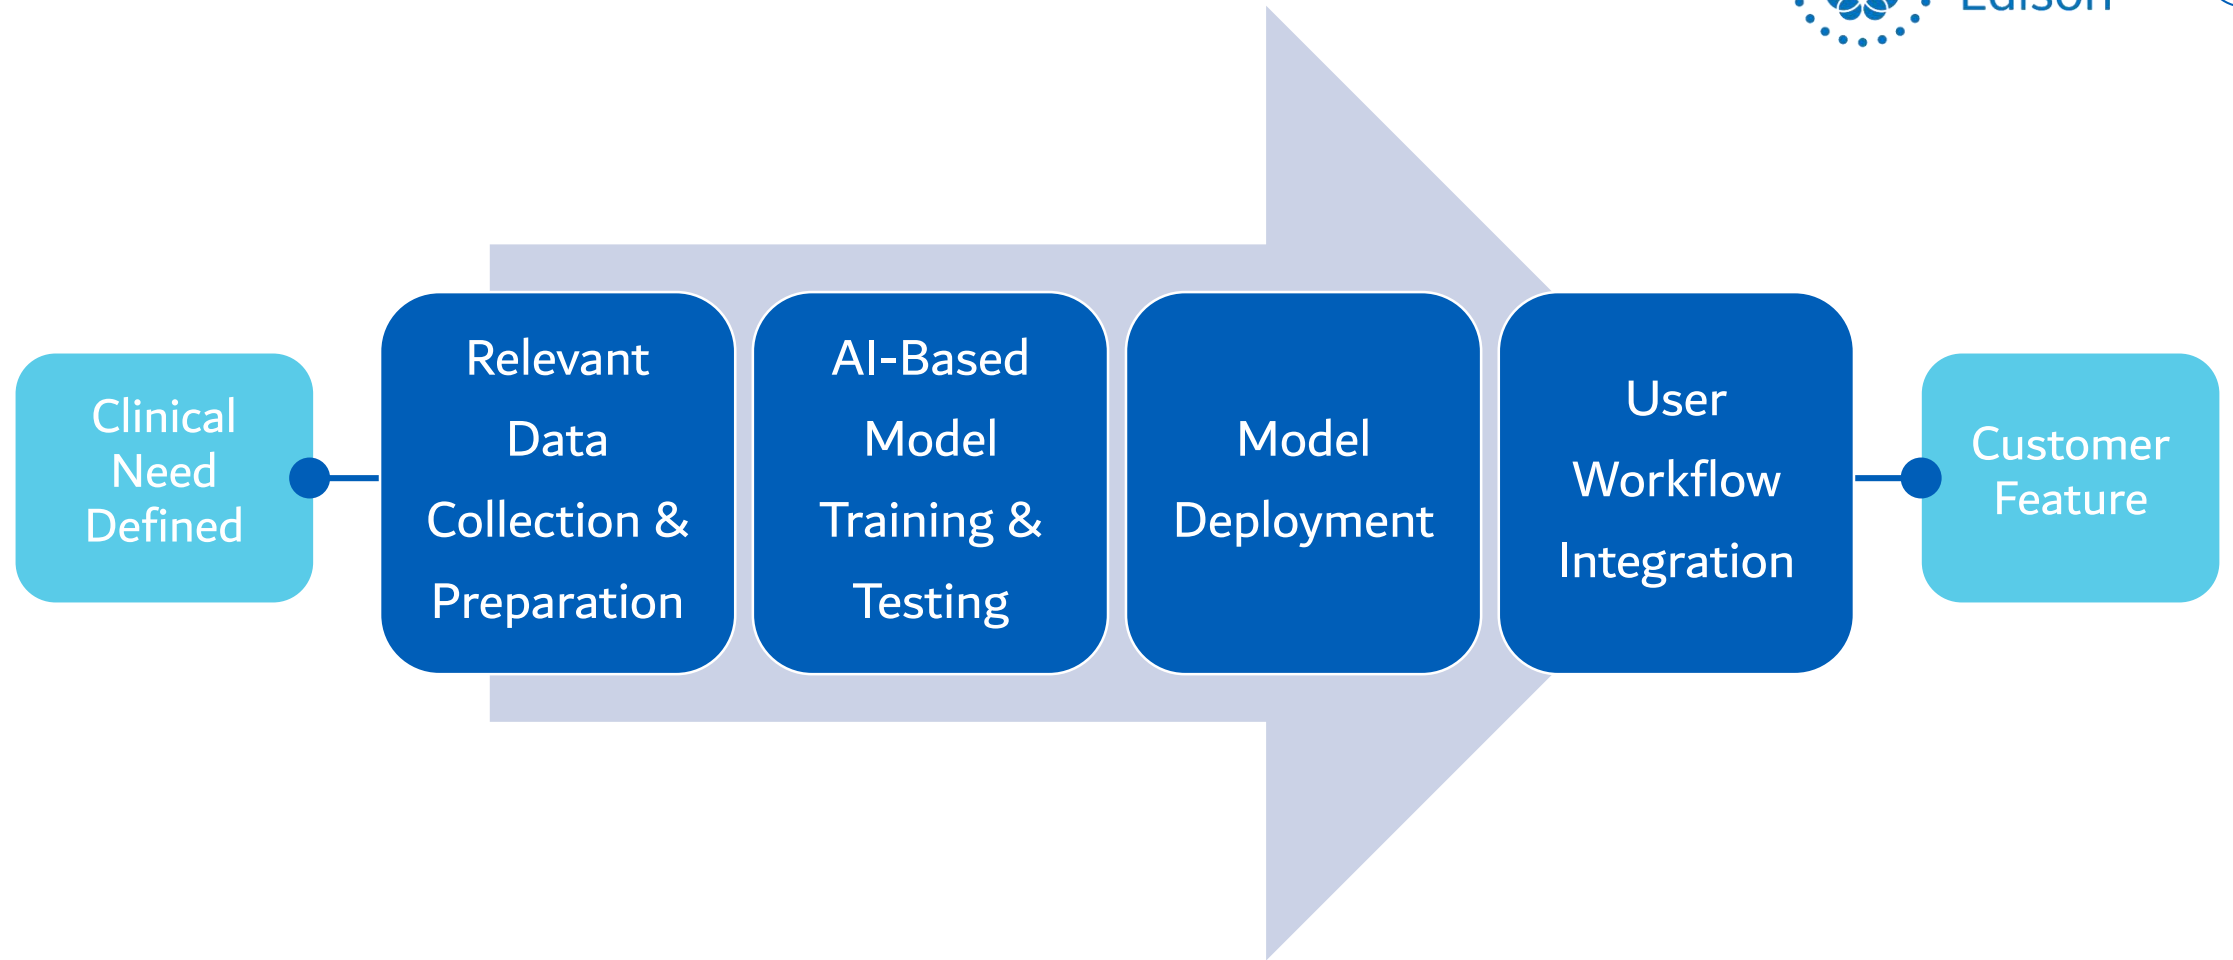 Edison
Clinical
Need
Defined
Relevant
Data
Collection &
Preparation
AI-Based
Model
Training &
Testing
Model
Deployment
User
Workflow
Integration
Customer
Feature